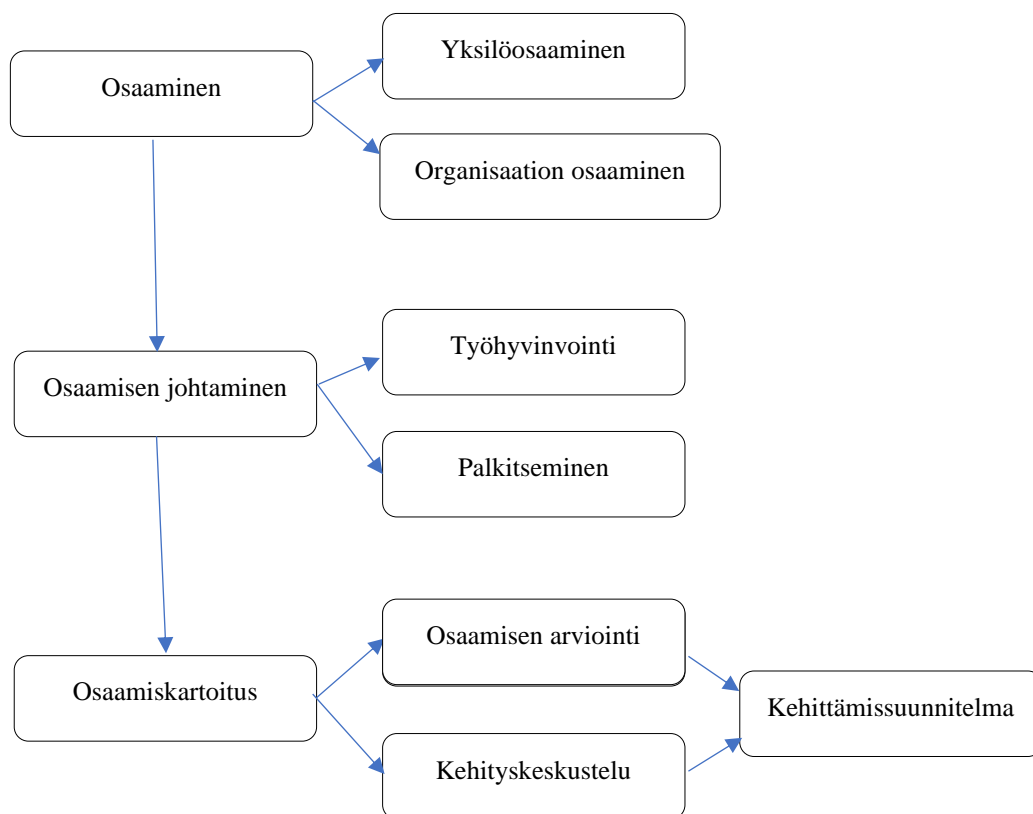 Yksilöosaaminen
Osaaminen
Organisaation osaaminen
Työhyvinvointi
Osaamisen johtaminen
Palkitseminen
Osaamisen arviointi
Osaamiskartoitus
Kehittämissuunnitelma
Kehityskeskustelu